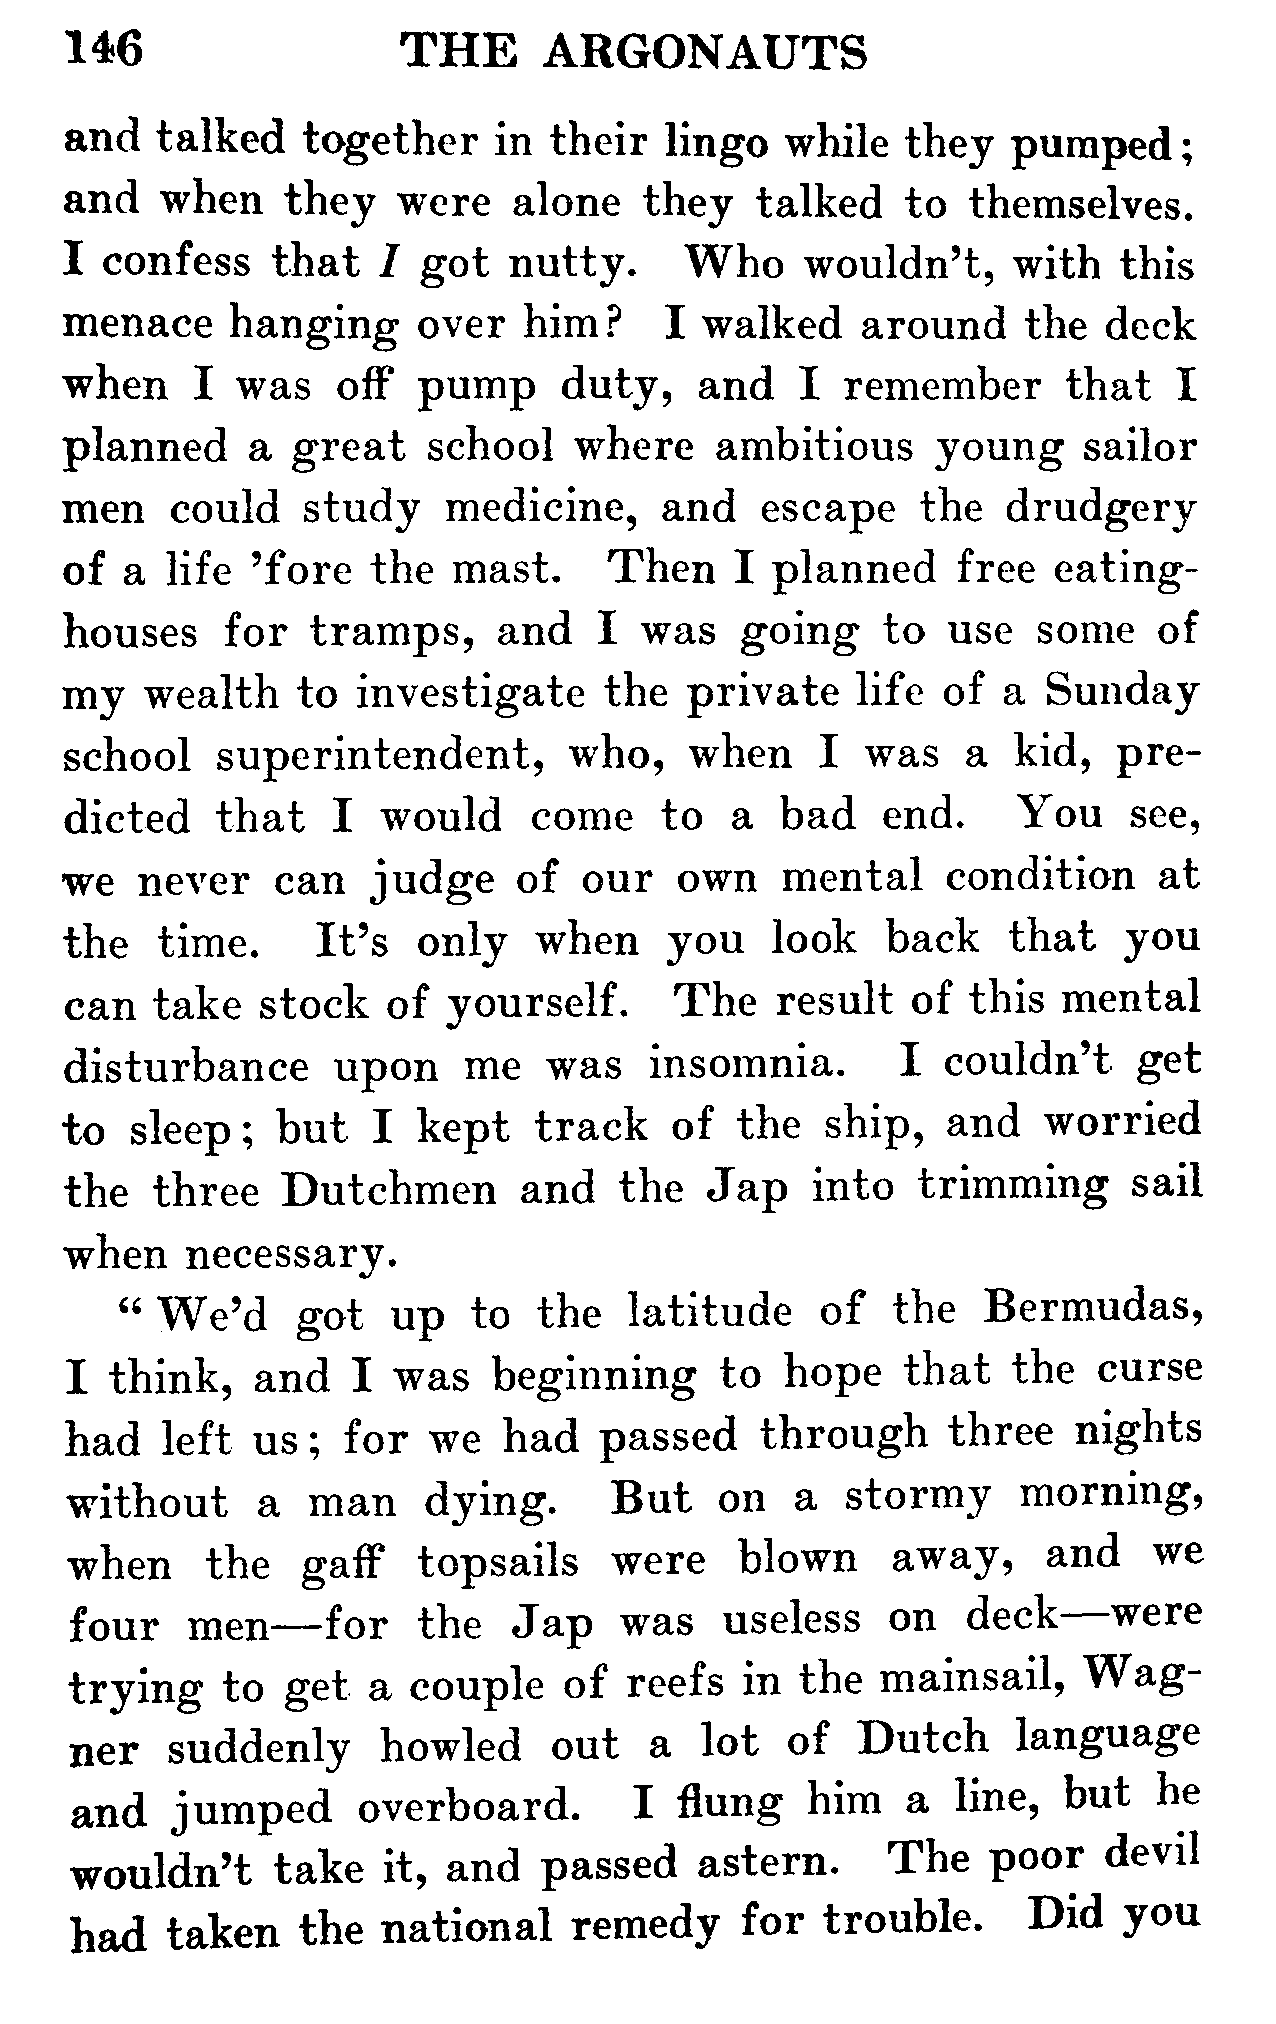 146 THE ARGONAUTS
and talked together in their lingo while they pumped;
and when they were alone they talked to themselves.
I confess that I got nutty. Who wouldn't, with this
menace hanging over him? I walked around the deck
when I was off pump duty, and I remember that I
planned a great school where ambitious young sailor
men could study medicine, and escape the drudgery
of a life 'fore the mast. Then I planned free eating-
houses for tramps, and I was going to use some of
my wealth to investigate the private life of a Sunday
school superintendent, who, when I was a kid, pre-
dicted that I would come to a bad end. You see,
we never can judge of our own mental condition at
the time. It's only when you look back that you
can take stock of yourself. The result of this mental
disturbance upon me was insomnia. I couldn't get
to sleep; but I kept track of the ship, and worried
the three Dutchmen and the Jap into trimming sail
when necessary.
"We'd got up to the latitude of the Bermudas,
I think, and I was beginning to hope that the curse
had left us; for we had passed through three nights
without a man dying. But on a stormy morning,
when the gaff topsails were blown away, and we
four men—for the Jap was useless on deck—were
trying to get a couple of reefs in the mainsail, Wag-
ner suddenly howled out a lot of Dutch language
and jumped overboard. I flung him a line, but he
wouldn't take it, and passed astern. The poor devil
had taken the national remedy for trouble. Did you